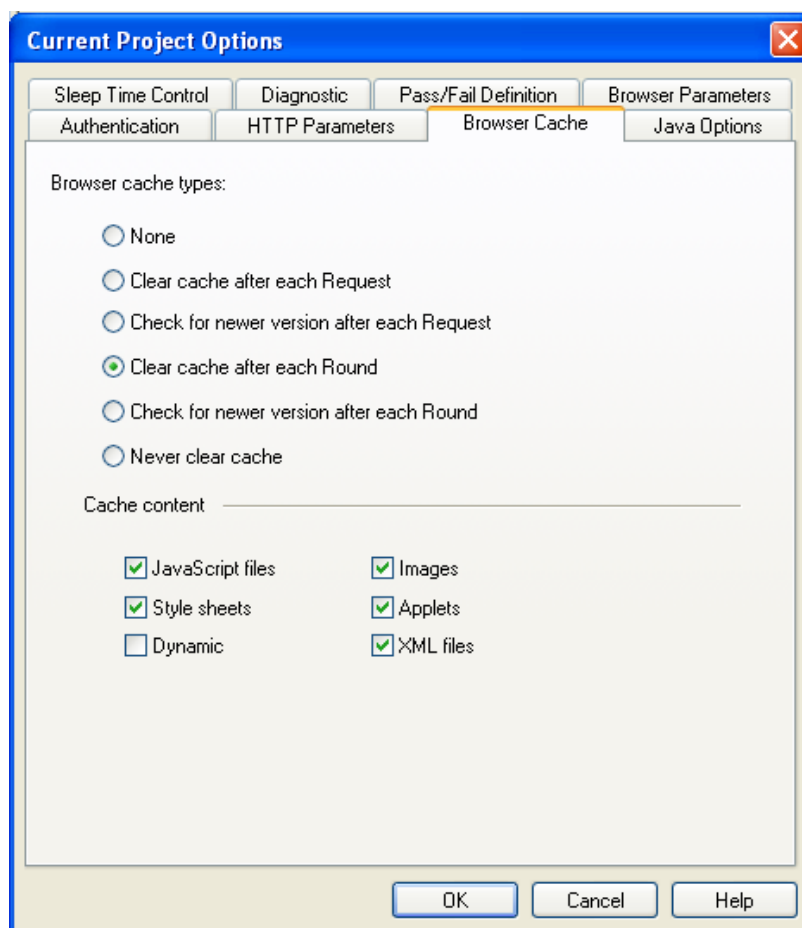 Current Project Options
Sleep Time Control Diagnostic Pass/Fail Definition Browser Parameters
Authentication HTTP Parameters Browser Cache Java Options
Browser cache types:
None
Clear cache after each Request
Check for newer version after each Request
Clear cache after each Round
Check for newer version after each Round
Never clear cache
Cache content
JavaScript files Images
Style sheets Applets
Dynamic XML files
OK Cancel Help